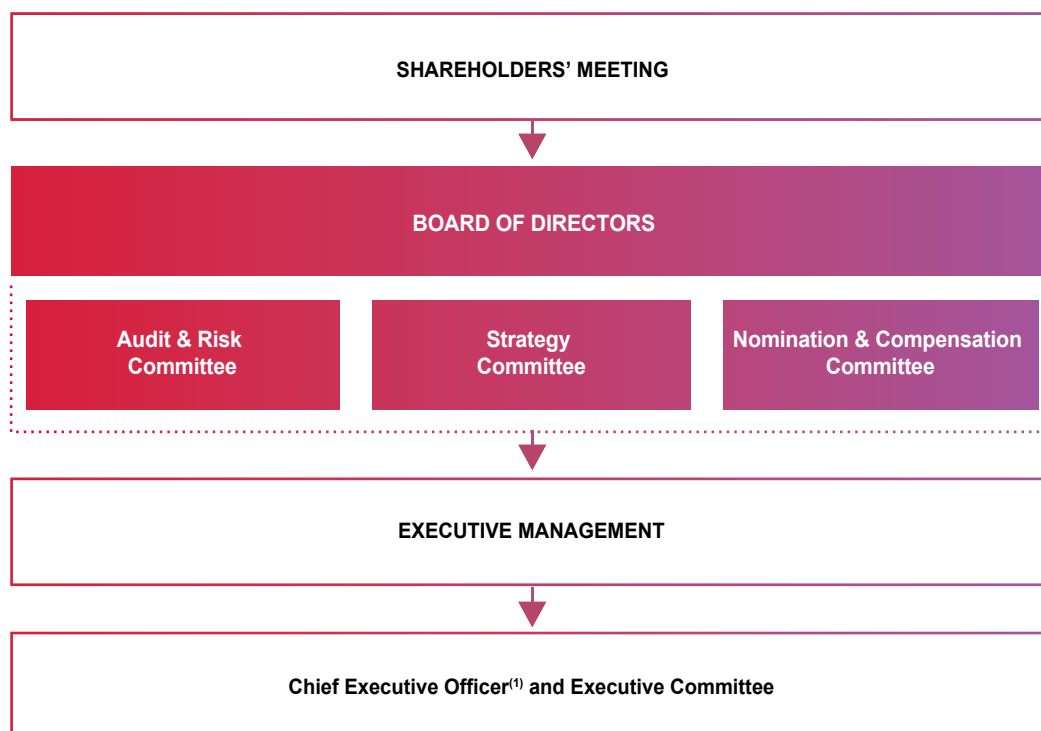 SHAREHOLDERS’ MEETING
BOARD OF DIRECTORS
Audit & Risk
Committee
Strategy
Committee
Nomination & Compensation
Committee
EXECUTIVE MANAGEMENT
Chief Executive Officer(1) and Executive Committee